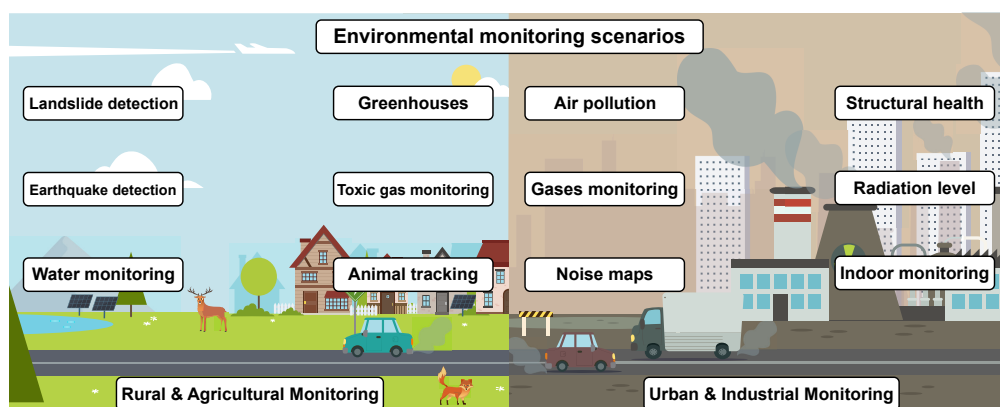 Environmental monitoring scenarios
Landslide detection
Greenhouses
Air pollution
Structural health
Earthquake detection
Toxic gas monitoring
Gases monitoring
Radiation level
Water monitoring
Animal tracking
Noise maps
Indoor monitoring
Rural & Agricultural Monitoring
Urban & Industrial Monitoring